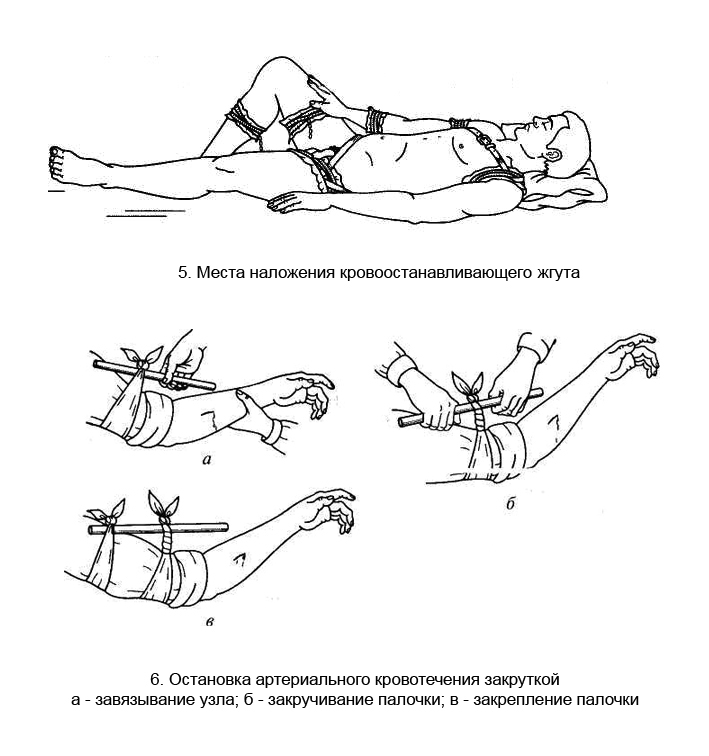 5. Места наложения кровоостанавливающего жгута
а
б
в
6. Остановка артериального кровотечения закруткой
а - завязывание узла; б - закручивание палочки; в - закрепление палочки